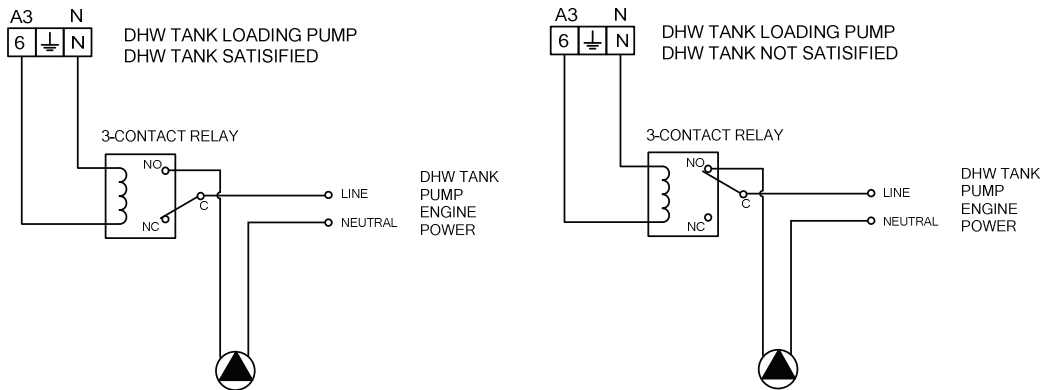 A3 N
6 N
DHW TANK LOADING PUMP
DHW TANK SATISIFIED
3-CONTACT RELAY
NO
C
NC
LINE
NEUTRAL
DHW TANK
PUMP
ENGINE
POWER
A3 N
6 N
DHW TANK LOADING PUMP
DHW TANK NOT SATISIFIED
3-CONTACT RELAY
NO
C
NC
LINE
NEUTRAL
DHW TANK
PUMP
ENGINE
POWER